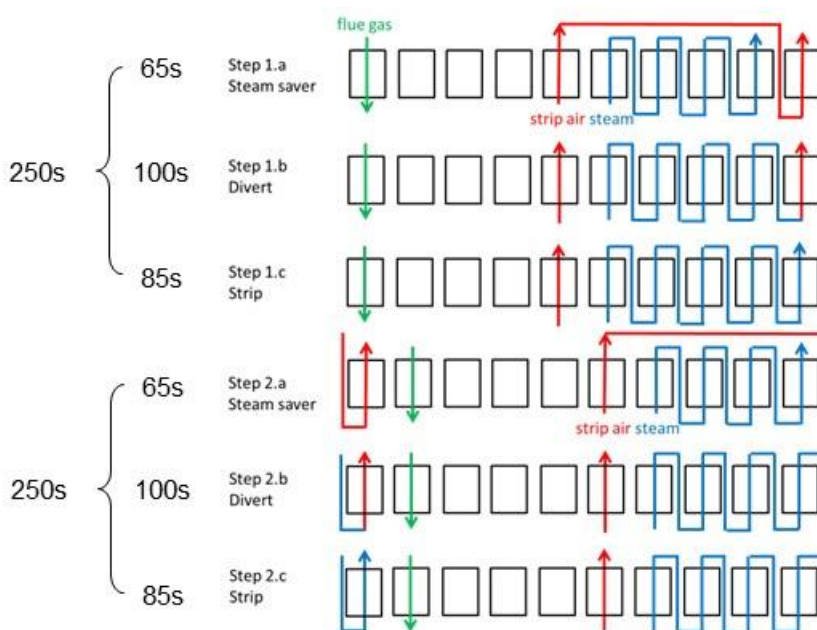 flue gas
65s
Step 1.a
Steam saver
strip air steam
250s
100s
Step 1.b
Divert
85s
Step 1.c
Strip
65s
Step 2.a
Steam saver
strip air steam
250s
100s
Step 2.b
Divert
85s
Step 2.c
Strip